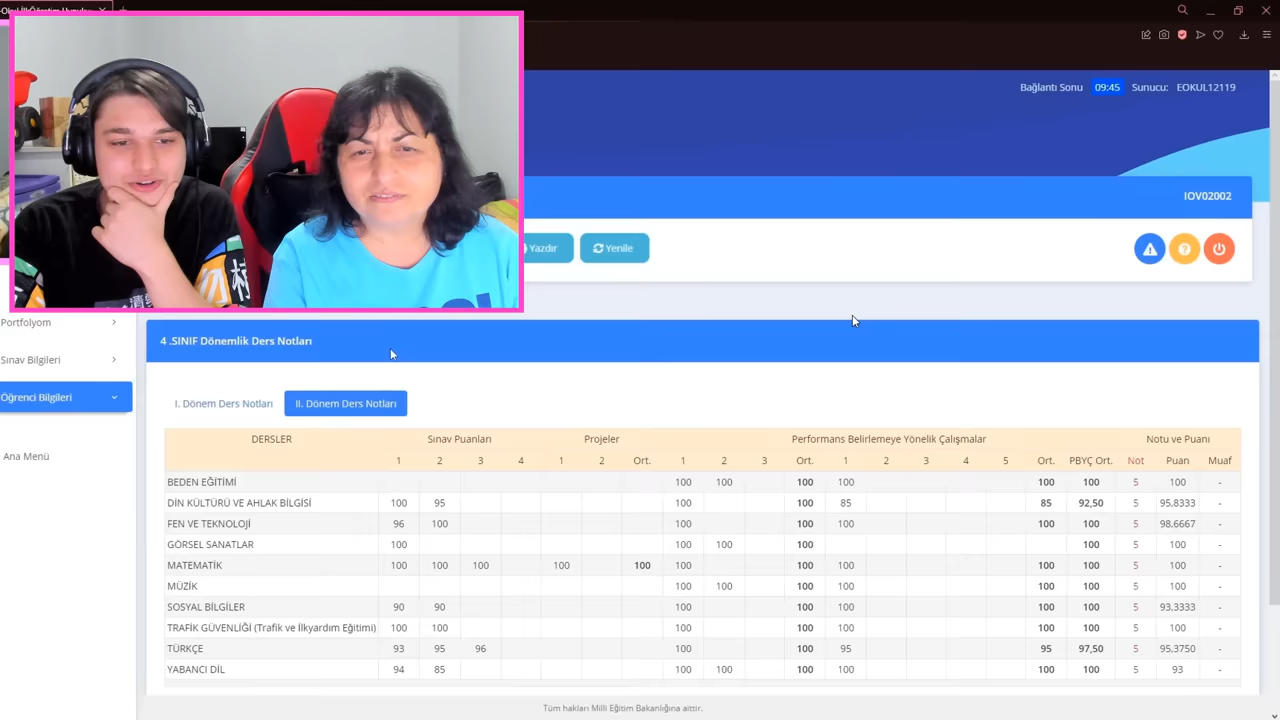 Bağlantı Sonu 09:45 Sunucu: EOKUL12119
IOV02002
Yazdır Yenile
Portfolyom
Sınav Bilgileri
Öğrenci Bilgileri
Ana Menü
4 .SINIF Dönemlik Ders Notları
I. Dönem Ders Notları II. Dönem Ders Notları
DERSLER Sınav Puanları Projeler Performans Belirlemeye Yönelik Çalışmalar Notu ve Puanı
1 2 3 4 1 2 Ort. 1 2 3 Ort. 1 2 3 4 5 Ort. PBYÇ Ort. Not Puan Muaf
BEDEN EĞİTİMİ 100 100 100 100 100 100 5 100 -
DİN KÜLTÜRÜ VE AHLAK BİLGİSİ 100 95 100 100 85 85 92,50 5 95,8333 -
FEN VE TEKNOLOJİ 96 100 100 100 100 100 100 5 98,6667 -
GÖRSEL SANATLAR 100 100 100 100 100 5 100 -
MATEMATİK 100 100 100 100 100 100 100 100 100 100 5 100 -
MÜZİK 100 100 100 100 100 100 5 100 -
SOSYAL BİLGİLER 90 90 100 100 100 100 100 5 93,3333 -
TRAFİK GÜVENLİĞİ (Trafik ve İlkyardım Eğitimi) 100 100 100 100 100 100 100 5 100 -
TÜRKÇE 93 95 96 100 100 95 95 97,50 5 95,3750 -
YABANCI DİL 94 85 100 100 100 100 100 100 5 93 -
Tüm hakları Milli Eğitim Bakanlığına aittir.